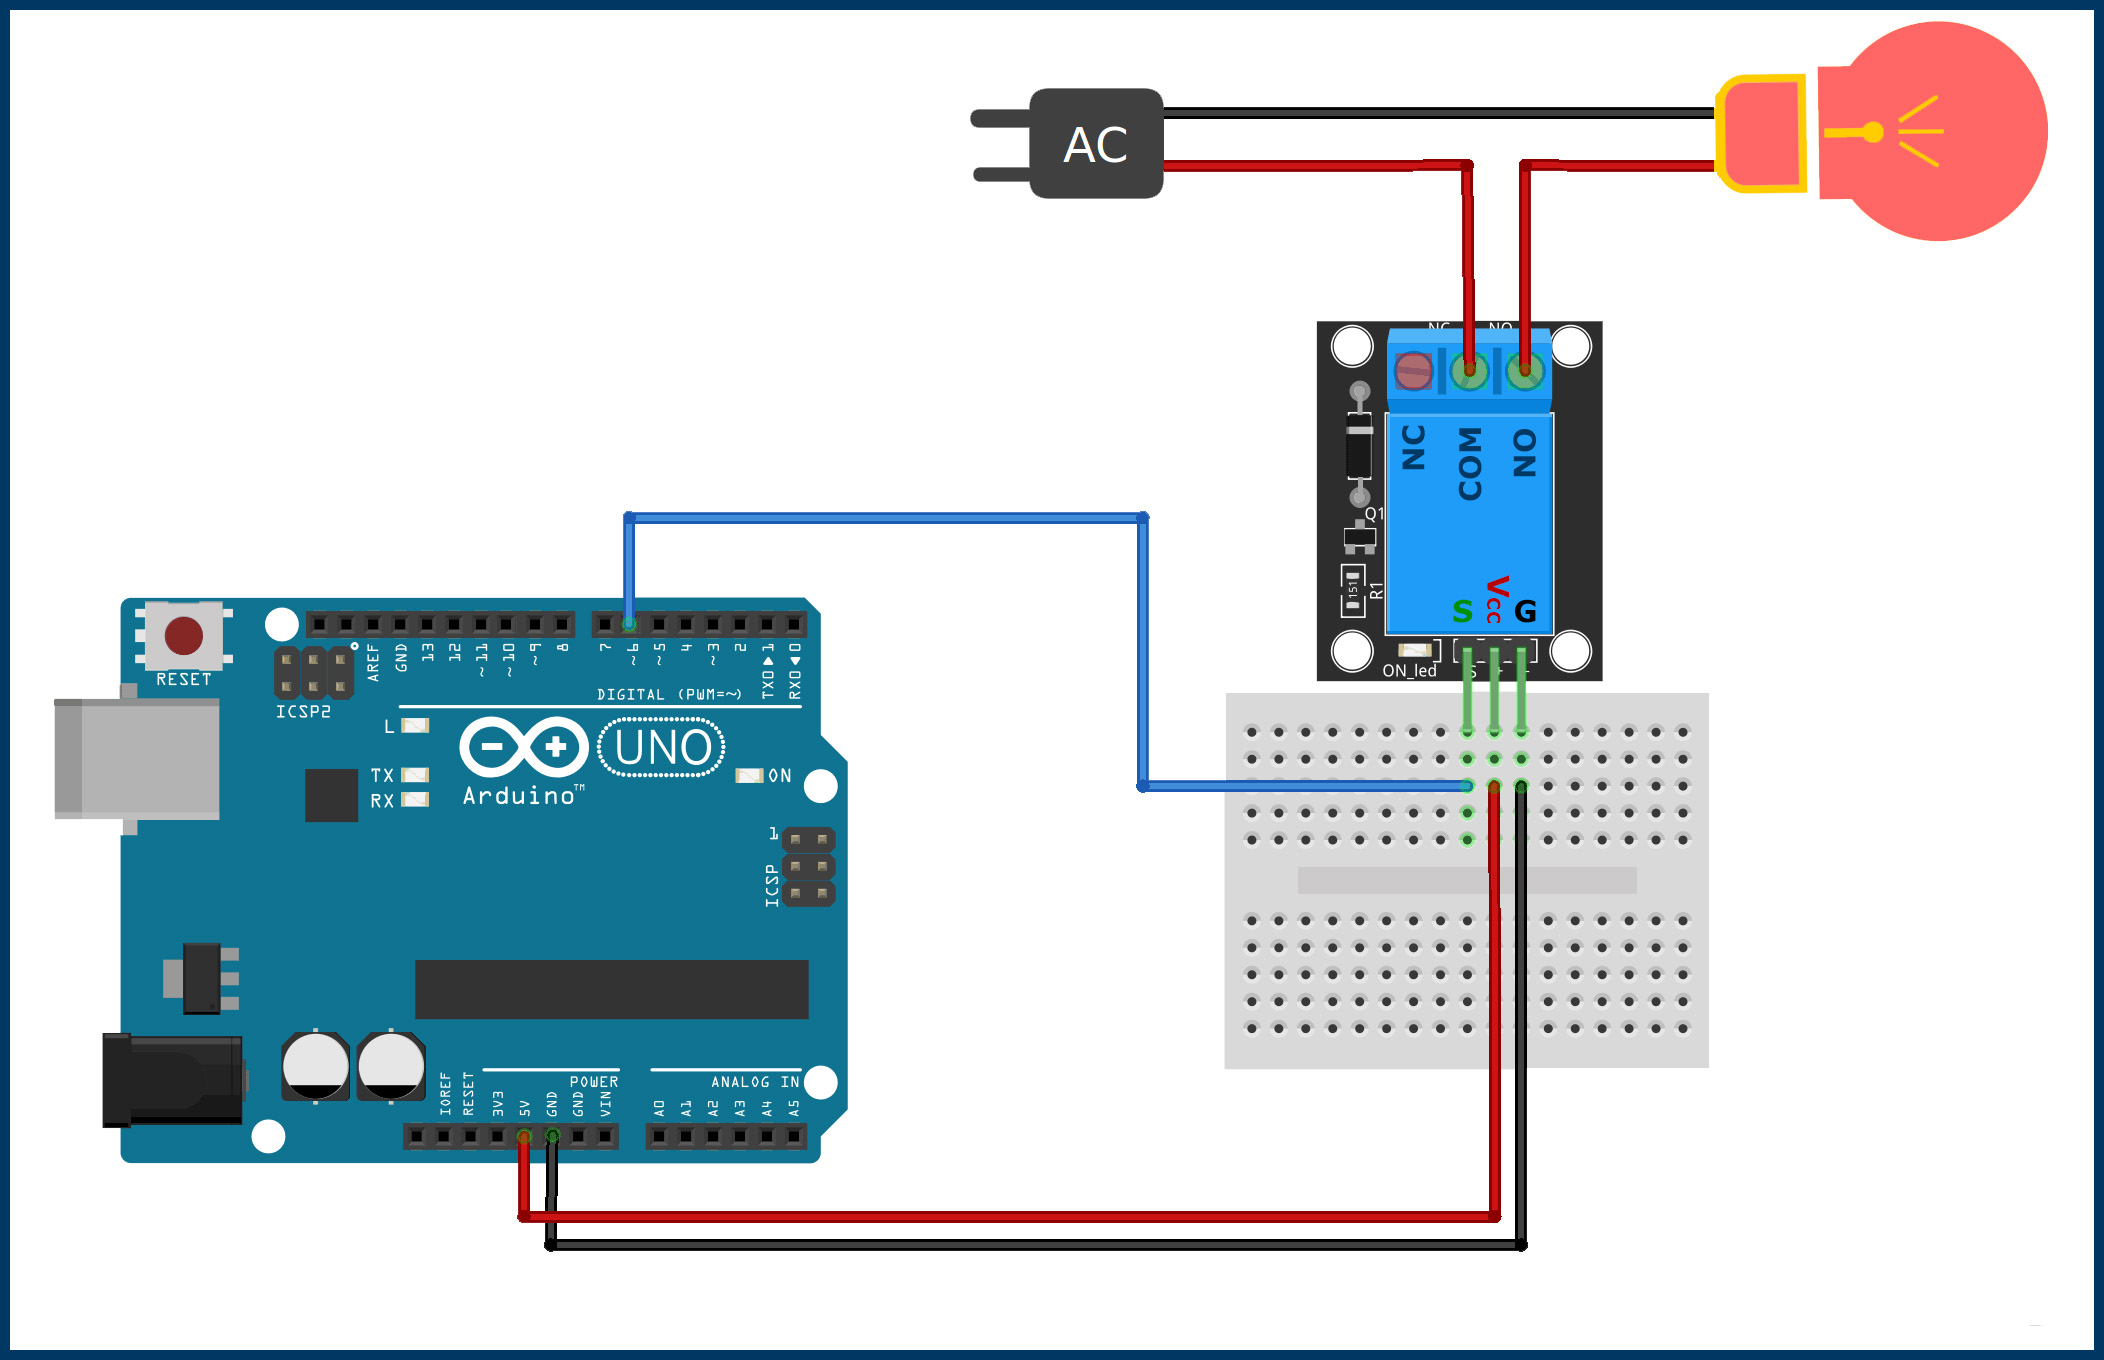 AC
NC NO
NC
COM
NO
Q1
R1
151
S
Vcc
G
ON_led
S + -
RESET
ICSP2
AREF
GND
13
12
~11
~10
~9
8
7
~6
~5
4
~3
2
TXO▶1
RXO◀0
DIGITAL (PWM=~)
L
TX
RX
UNO
Arduino™
ON
1
ICSP
POWER
ANALOG IN
IOREF
RESET
3V3
5V
GND
GND
VIN
A0
A1
A2
A3
A4
A5